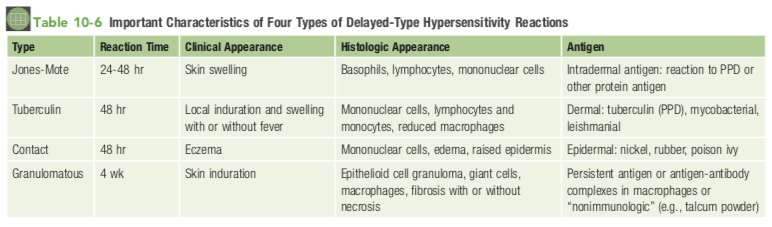 Table 10-6 Important Characteristics of Four Types of Delayed-Type Hypersensitivity Reactions
Type Reaction Time Clinical Appearance Histologic Appearance Antigen
Jones-Mote 24-48 hr Skin swelling Basophils, lymphocytes, mononuclear cells Intradermal antigen: reaction to PPD or
other protein antigen
Tuberculin 48 hr Local induration and swelling Mononuclear cells, lymphocytes and Dermal: tuberculin (PPD), mycobacterial,
with or without fever monocytes, reduced macrophages leishmanial
Contact 48 hr Eczema Mononuclear cells, edema, raised epidermis Epidermal: nickel, rubber, poison ivy
Granulomatous 4 wk Skin induration Epithelioid cell granuloma, giant cells, Persistent antigen or antigen-antibody
macrophages, fibrosis with or without complexes in macrophages or
necrosis "nonimmunologic" (e.g., talcum powder)